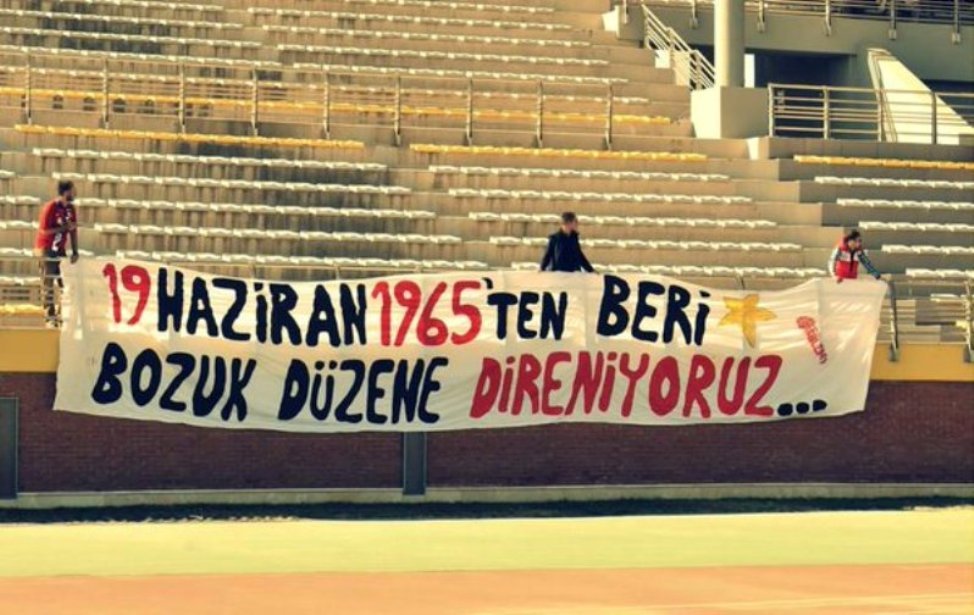 19 HAZİRAN 1965'TEN BERİ
BOZUK DÜZENE DİRENİYORUZ...